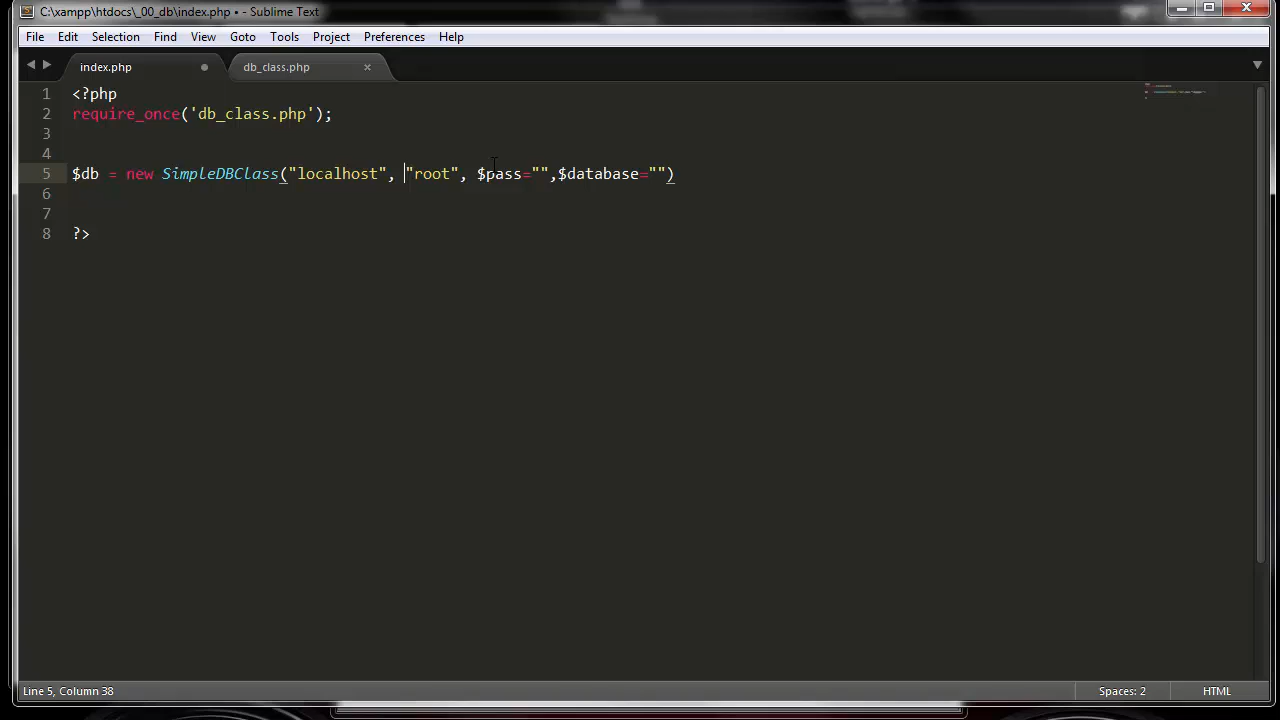 C:\xampp\htdocs\_00_db\index.php • - Sublime Text
File Edit Selection Find View Goto Tools Project Preferences Help
index.php db_class.php
1 <?php
2 require_once('db_class.php');
3
4
5 $db = new SimpleDBClass("localhost", "root", $pass="",$database="")
6
7
8 ?>
Line 5, Column 38 Spaces: 2 HTML